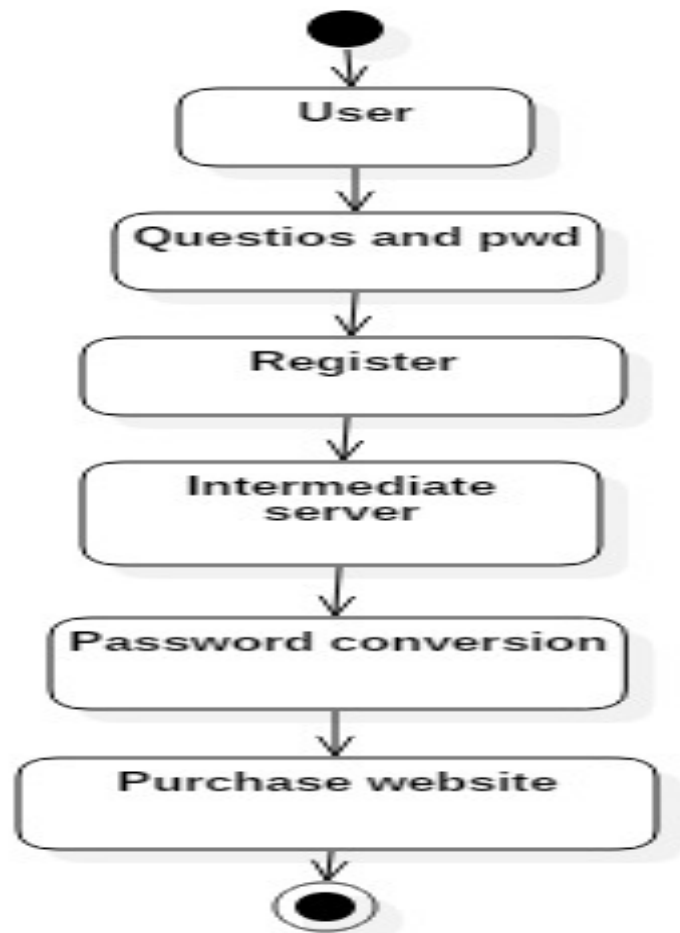 User
Questios and pwd
Register
Intermediate
server
Password conversion
Purchase website